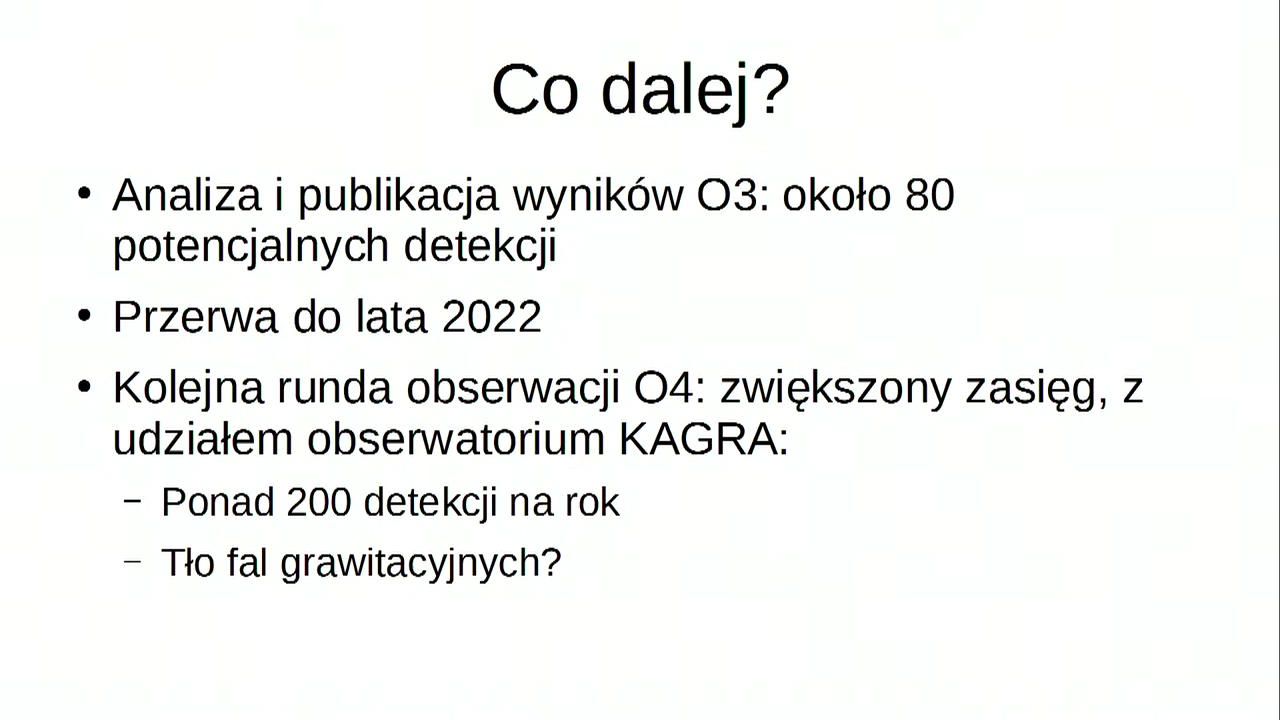 Co dalej?
• Analiza i publikacja wyników O3: około 80
potencjalnych detekcji
• Przerwa do lata 2022
• Kolejna runda obserwacji O4: zwiększony zasięg, z
udziałem obserwatorium KAGRA:
– Ponad 200 detekcji na rok
– Tło fal grawitacyjnych?